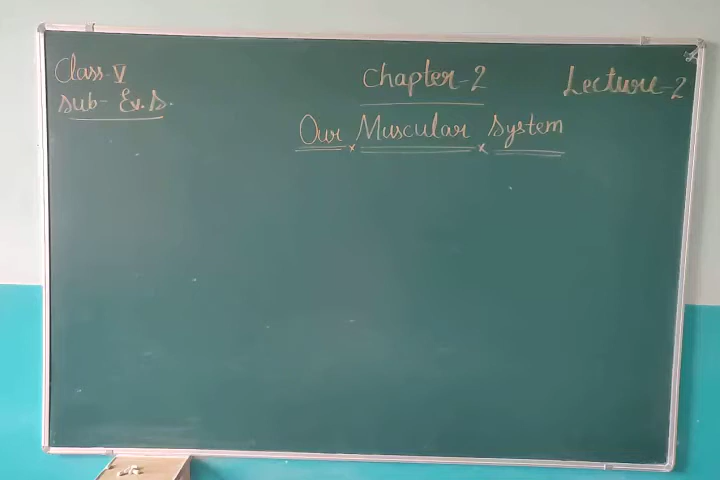 Class-V
Sub- Ev.S.
Chapter-2
Lecture-2
Our Muscular System